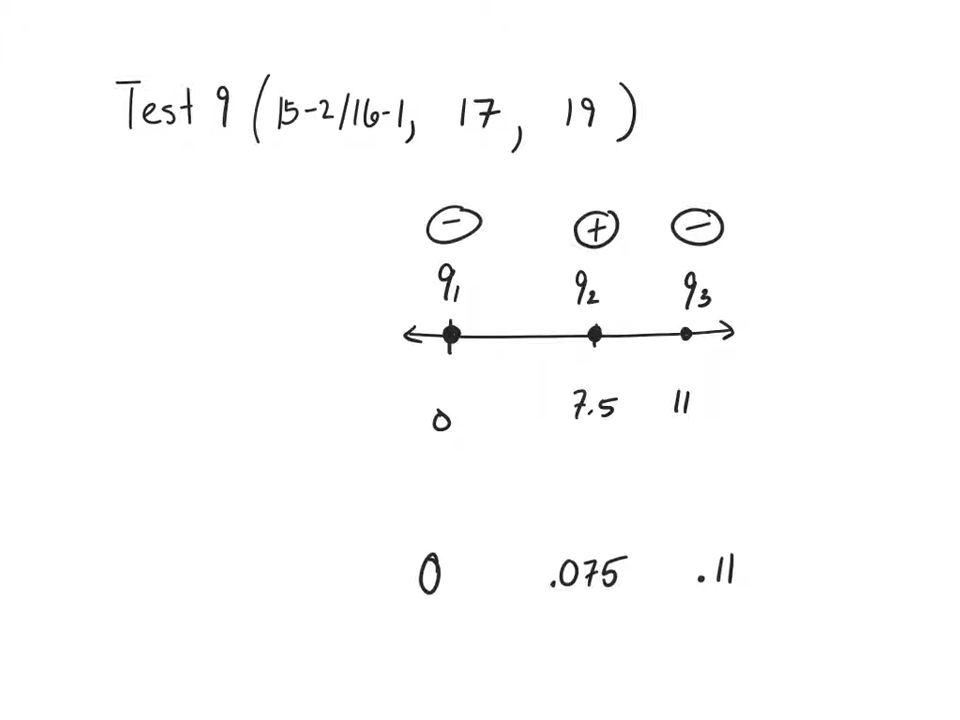 Test 9 (15-2/16-1, 17, 19)
- + -
q1 q2 q3
0 7.5 11
0 .075 .11